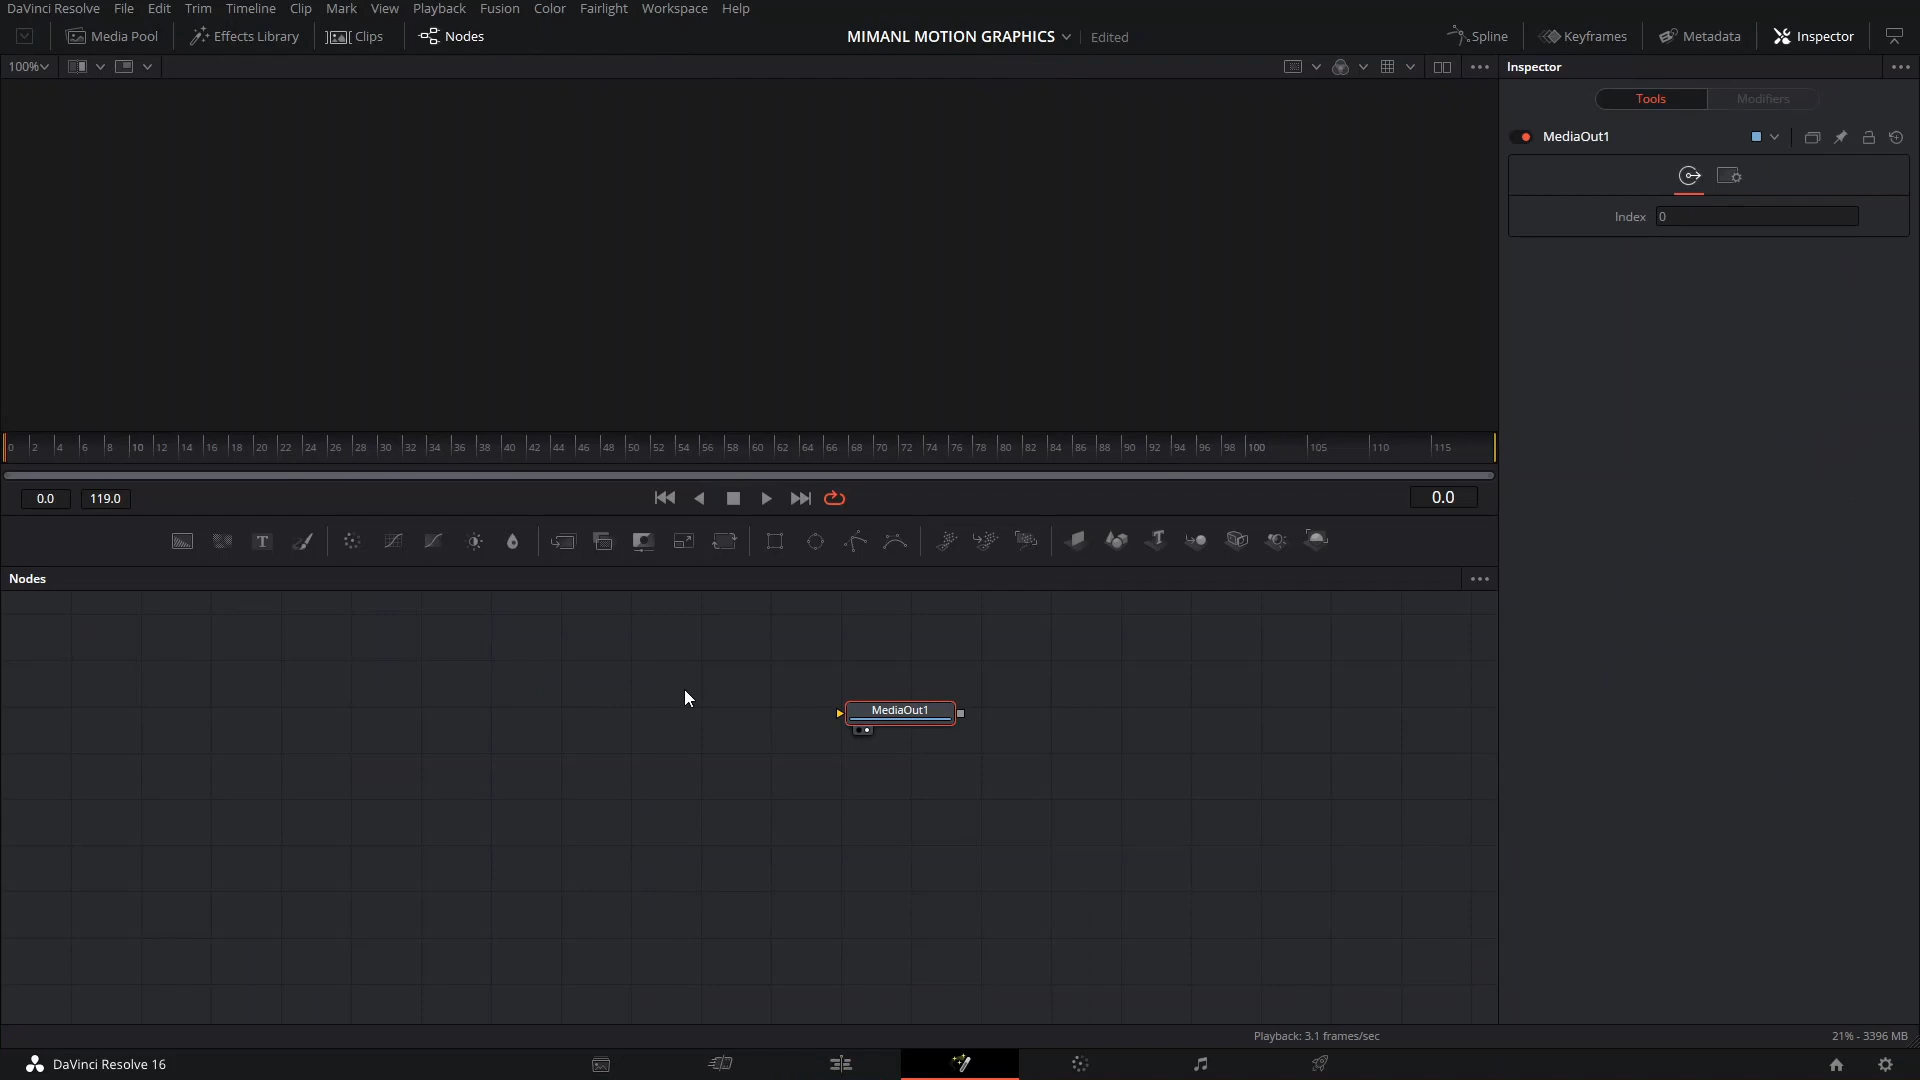 DaVinci Resolve File Edit Trim Timeline Clip Mark View Playback Fusion Color Fairlight Workspace Help
Media Pool Effects Library Clips Nodes MIMANL MOTION GRAPHICS Edited Spline Keyframes Metadata Inspector
100% Inspector
Tools Modifiers
MediaOut1
Index 0
0 2 4 6 8 10 12 14 16 18 20 22 24 26 28 30 32 34 36 38 40 42 44 46 48 50 52 54 56 58 60 62 64 66 68 70 72 74 76 78 80 82 84 86 88 90 92 94 96 98 100 105 110 115
0.0 119.0 0.0
T T
Nodes
MediaOut1
Playback: 3.1 frames/sec 21% - 3396 MB
DaVinci Resolve 16